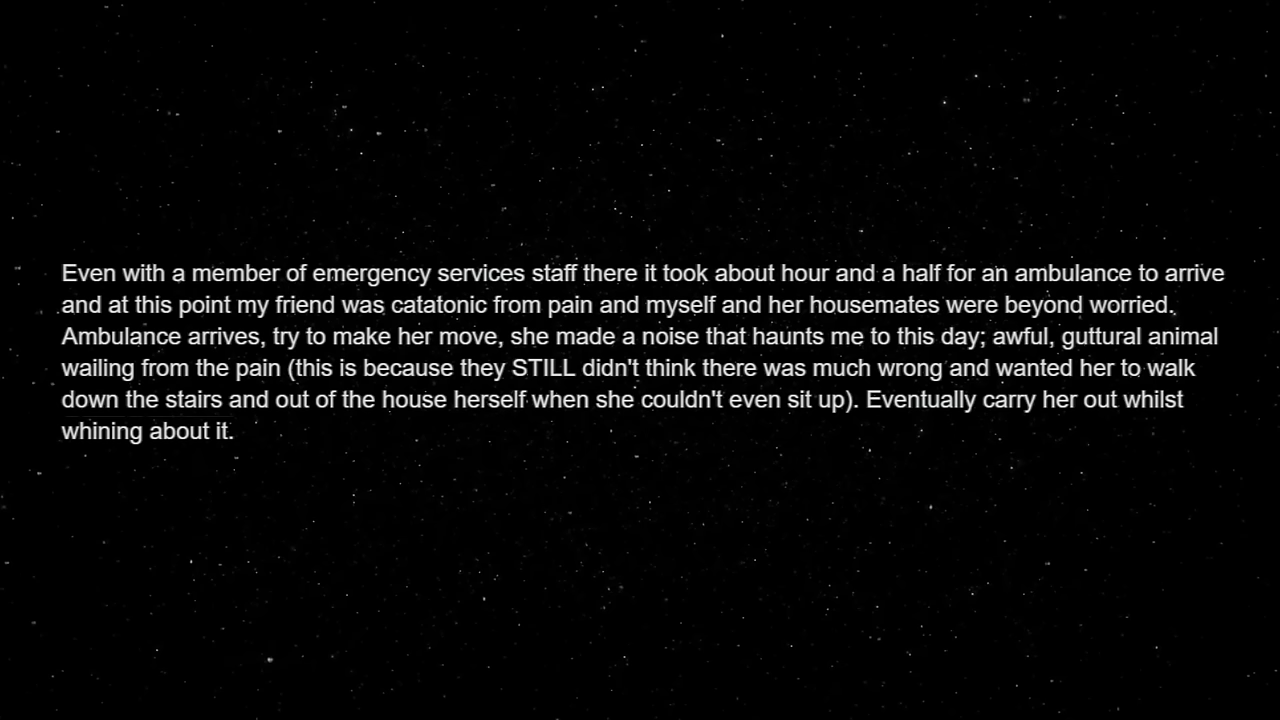 Even with a member of emergency services staff there it took about hour and a half for an ambulance to arrive
and at this point my friend was catatonic from pain and myself and her housemates were beyond worried.
Ambulance arrives, try to make her move, she made a noise that haunts me to this day; awful, guttural animal
wailing from the pain (this is because they STILL didn't think there was much wrong and wanted her to walk
down the stairs and out of the house herself when she couldn't even sit up). Eventually carry her out whilst
whining about it.